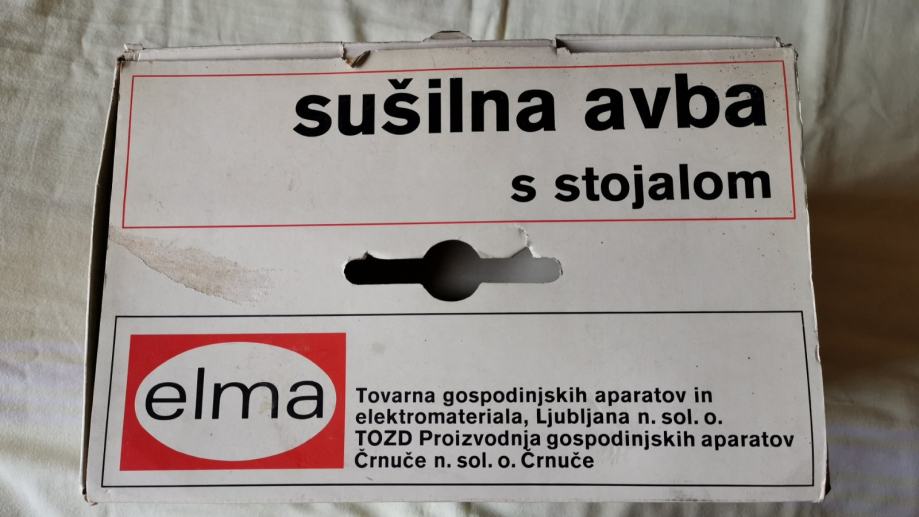 sušilna avba
s stojalom
elma
Tovarna gospodinjskih aparatov in
elektromateriala, Ljubljana n. sol. o.
TOZD Proizvodnja gospodinjskih aparatov
Črnuče n. sol. o. Črnuče